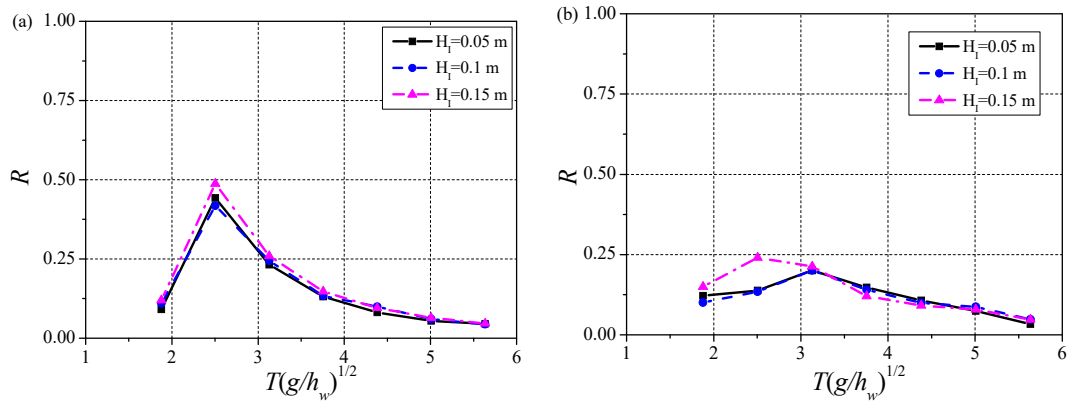 (a)
1.00
0.75
0.50
0.25
0.00
R
H_I=0.05 m
H_I=0.1 m
H_I=0.15 m
1 2 3 4 5 6
T(g/h_w)^1/2
(b)
1.00
0.75
0.50
0.25
0.00
R
H_I=0.05 m
H_I=0.1 m
H_I=0.15 m
1 2 3 4 5 6
T(g/h_w)^1/2